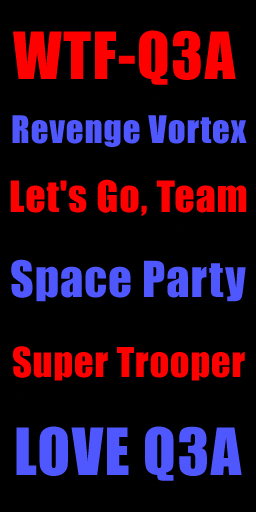 WTF-Q3A
Revenge Vortex
Let's Go, Team
Space Party
Super Trooper
LOVE Q3A